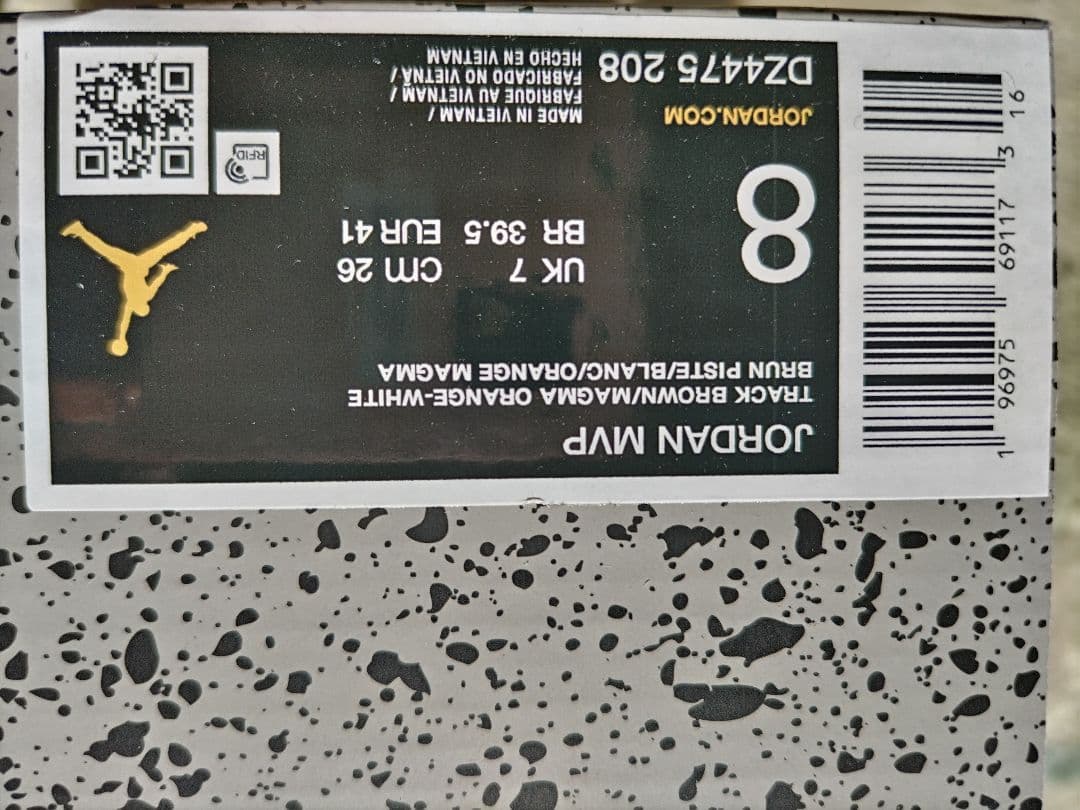 JORDAN MVP
TRACK BROWN/MAGMA ORANGE-WHITE
BRUN PISTE/BLANC/ORANGE MAGMA
8
UK 7 cm 26
BR 39.5 EUR 41
JORDAN.COM
DZ4475 208
MADE IN VIETNAM /
FABRIQUE AU VIETNAM /
FABRICADO NO VIETNÃ /
HECHO EN VIETNAM
RFID
1 96975 69117 3 16